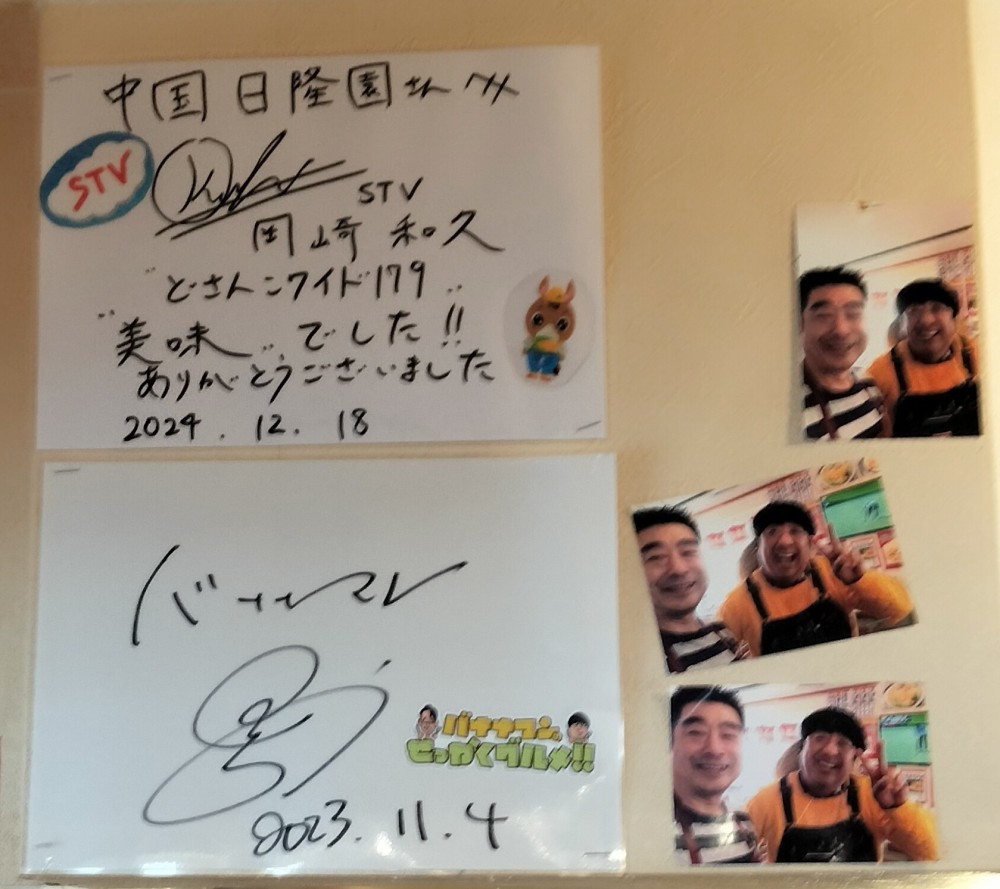 中国 日隆園さんへ
STV
STV
岡崎 和久
"どさんこワイド179"
"美味"、でした!!
ありがとうございました
2024.12.18
バナナマン
バナナマンの
せっかくグルメ!!
2023.11.4